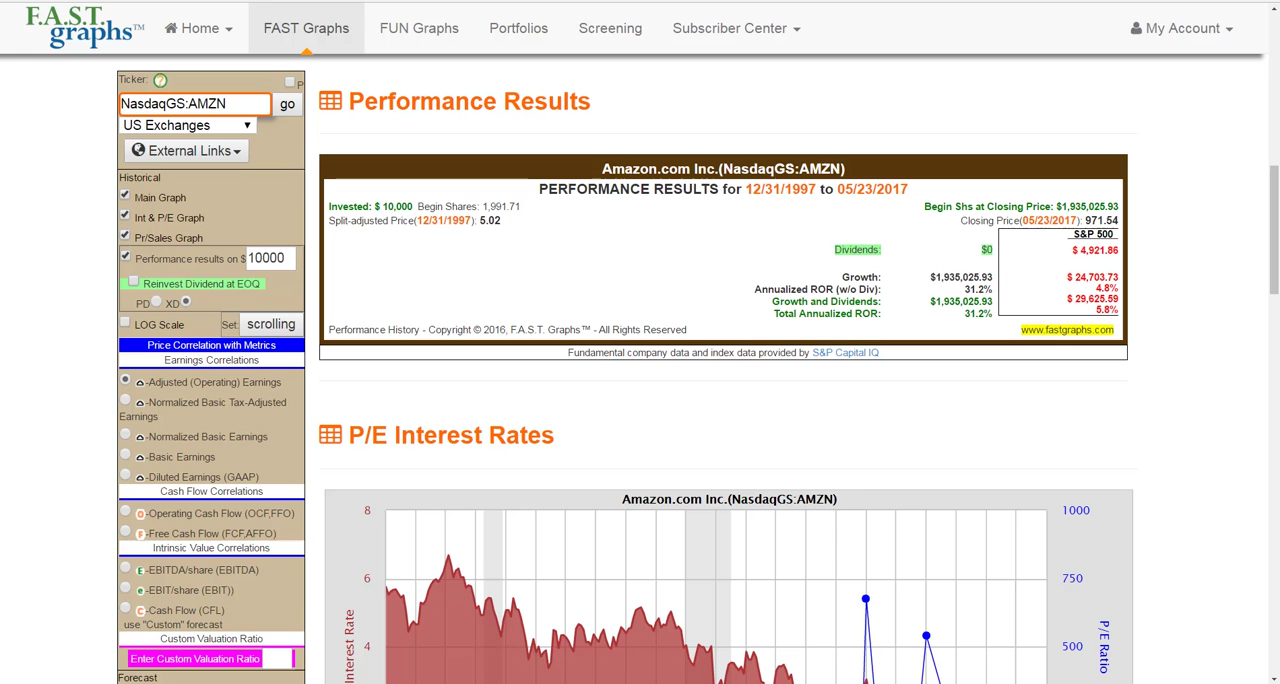 F.A.S.T.
graphs™
Home
FAST Graphs
FUN Graphs
Portfolios
Screening
Subscriber Center
My Account
Ticker:
P
NasdaqGS:AMZN
go
US Exchanges
External Links
Historical
Main Graph
Int & P/E Graph
Pr/Sales Graph
Performance results on $ 10000
Reinvest Dividend at EOQ
PD XD
LOG Scale
Set: scrolling
Price Correlation with Metrics
Earnings Correlations
-Adjusted (Operating) Earnings
-Normalized Basic Tax-Adjusted
Earnings
-Normalized Basic Earnings
-Basic Earnings
-Diluted Earnings (GAAP)
Cash Flow Correlations
O-Operating Cash Flow (OCF,FFO)
F-Free Cash Flow (FCF,AFFO)
Intrinsic Value Correlations
E-EBITDA/share (EBITDA)
e-EBIT/share (EBIT))
C-Cash Flow (CFL)
use "Custom" forecast
Custom Valuation Ratio
Enter Custom Valuation Ratio
Forecast
Performance Results
Amazon.com Inc.(NasdaqGS:AMZN)
PERFORMANCE RESULTS for 12/31/1997 to 05/23/2017
Invested: $ 10,000 Begin Shares: 1,991.71
Begin Shs at Closing Price: $1,935,025.93
Split-adjusted Price(12/31/1997): 5.02
Closing Price(05/23/2017): 971.54
S&P 500
Dividends: $0 $ 4,921.86
Growth: $1,935,025.93 $ 24,703.73
Annualized ROR (w/o Div): 31.2% 4.8%
Growth and Dividends: $1,935,025.93 $ 29,625.59
Total Annualized ROR: 31.2% 5.8%
Performance History - Copyright © 2016, F.A.S.T. Graphs™ - All Rights Reserved
www.fastgraphs.com
Fundamental company data and index data provided by S&P Capital IQ
P/E Interest Rates
Amazon.com Inc.(NasdaqGS:AMZN)
8
6
4
Interest Rate
1000
750
500
P/E Ratio